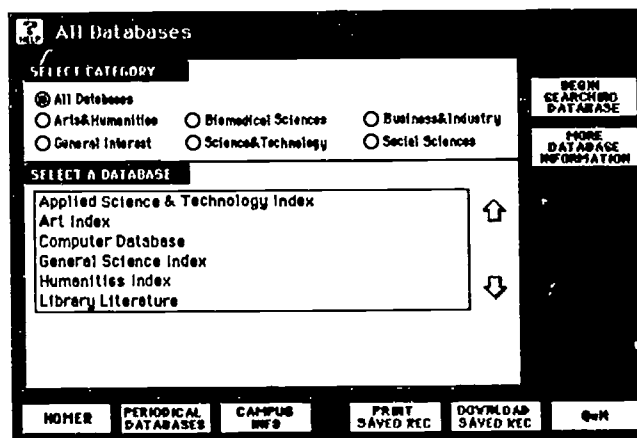 ?
HELP
All Databases
SELECT CATEGORY
All Databases
Arts&Humanities
Biomedical Sciences
Business&Industry
General Interest
Science&Technology
Social Sciences
BEGIN
SEARCHING
DATABASE
MORE
DATABASE
INFORMATION
SELECT A DATABASE
Applied Science & Technology Index
Art Index
Computer Database
General Science Index
Humanities Index
Library Literature
HOMER
PERIODICAL
DATABASES
CAMPUS
INFO
PRINT
SAVED REC
DOWNLOAD
SAVED REC
Quit